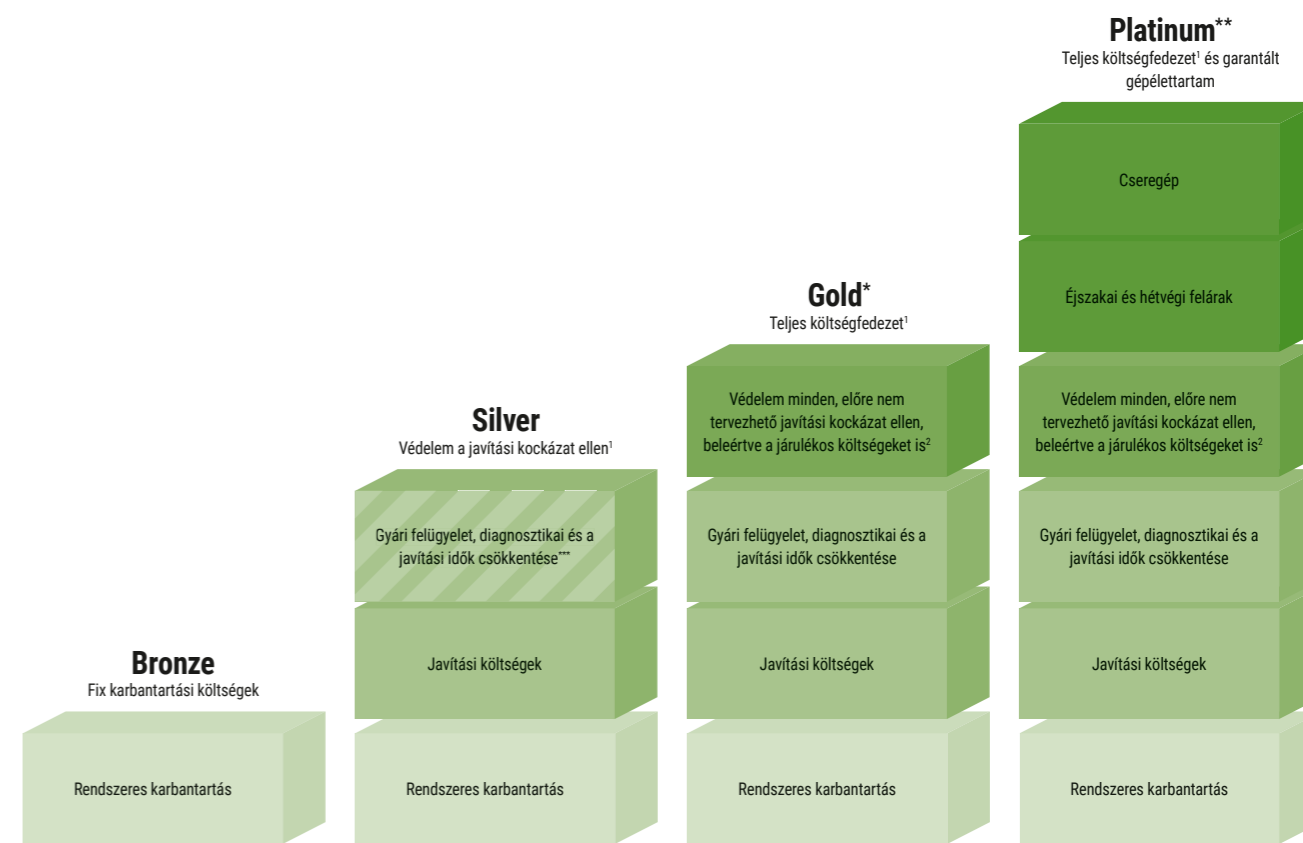 Platinum**
Teljes költségfedezet¹ és garantált
gépélettartam
Cseregép
Éjszakai és hétvégi felárak
Védelem minden, előre nem
tervezhető javítási kockázat ellen,
beleértve a járulékos költségeket is²
Gyári felügyelet, diagnosztikai és a
javítási idők csökkentése
Javítási költségek
Rendszeres karbantartás
Gold*
Teljes költségfedezet¹
Védelem minden, előre nem
tervezhető javítási kockázat ellen,
beleértve a járulékos költségeket is²
Gyári felügyelet, diagnosztikai és a
javítási idők csökkentése
Javítási költségek
Rendszeres karbantartás
Silver
Védelem a javítási kockázat ellen¹
Gyári felügyelet, diagnosztikai és a
javítási idők csökkentése***
Javítási költségek
Rendszeres karbantartás
Bronze
Fix karbantartási költségek
Rendszeres karbantartás